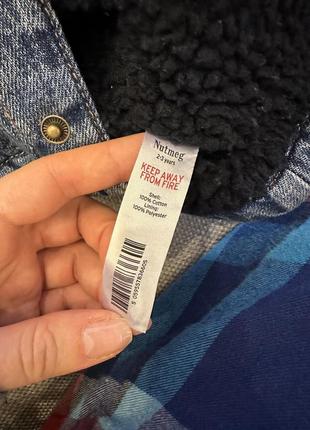 Nutmeg
2-3 years
KEEP AWAY
FROM FIRE
Shell:
100% Cotton
Lining:
100% Polyester